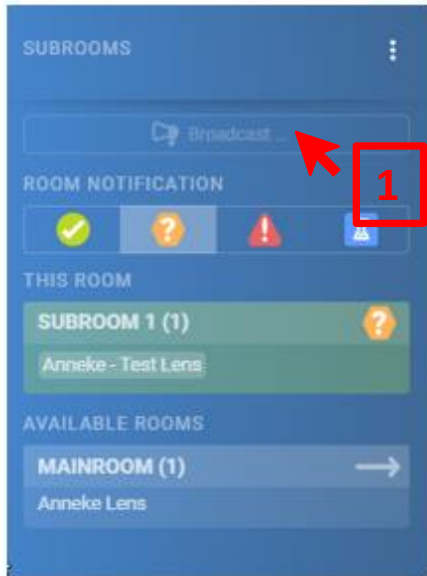 SUBROOMS
Broadcast ...
1
ROOM NOTIFICATION
THIS ROOM
SUBROOM 1 (1)
Anneke - Test Lens
AVAILABLE ROOMS
MAINROOM (1)
Anneke Lens